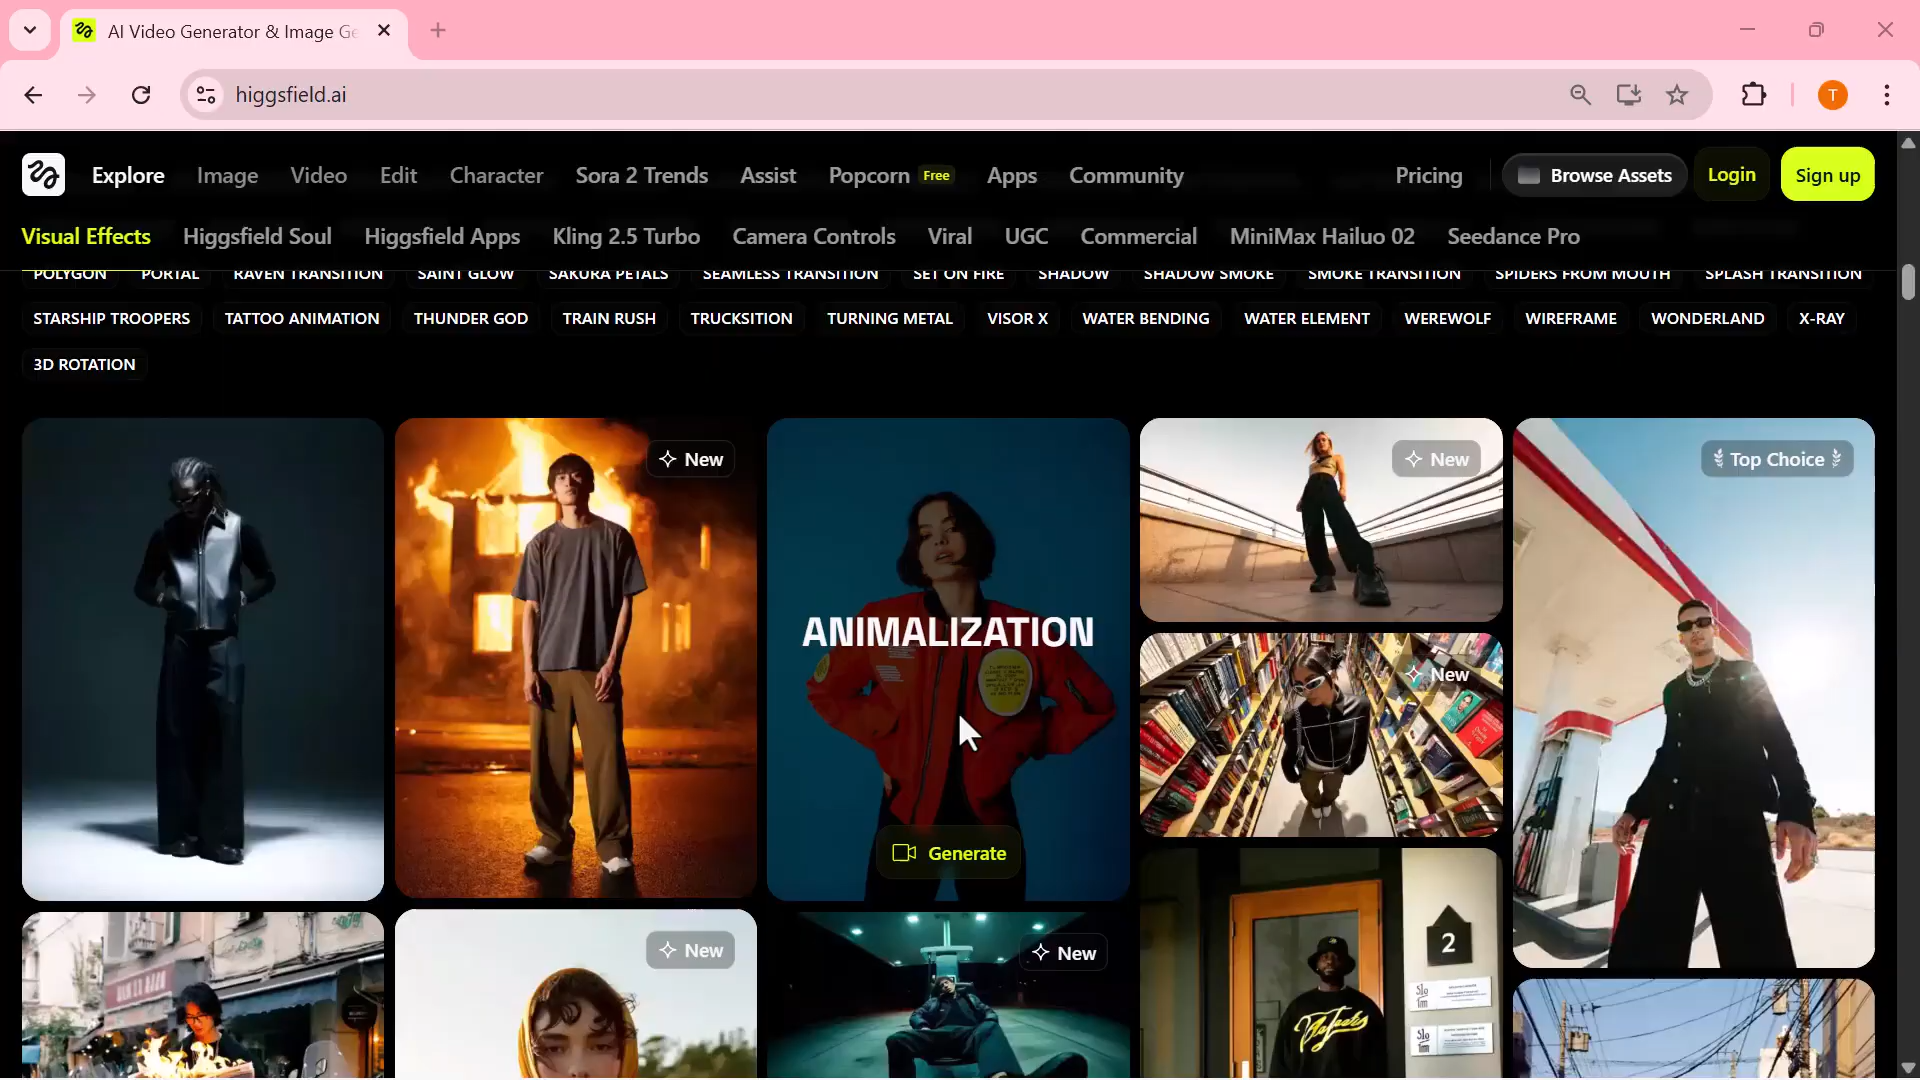 AI Video Generator & Image Ge
higgsfield.ai
T
Explore Image Video Edit Character Sora 2 Trends Assist Popcorn Free Apps Community Pricing Browse Assets Login Sign up
Visual Effects Higgsfield Soul Higgsfield Apps Kling 2.5 Turbo Camera Controls Viral UGC Commercial MiniMax Hailuo 02 Seedance Pro
POLYGON PORTAL RAVEN TRANSITION SAINT GLOW SAKURA PETALS SEAMLESS TRANSITION SET ON FIRE SHADOW SHADOW SMOKE SMOKE TRANSITION SPIDERS FROM MOUTH SPLASH TRANSITION
STARSHIP TROOPERS TATTOO ANIMATION THUNDER GOD TRAIN RUSH TRUCKSITION TURNING METAL VISOR X WATER BENDING WATER ELEMENT WEREWOLF WIREFRAME WONDERLAND X-RAY
3D ROTATION
New
New
Top Choice
ANIMALIZATION
New
Generate
New
New
2